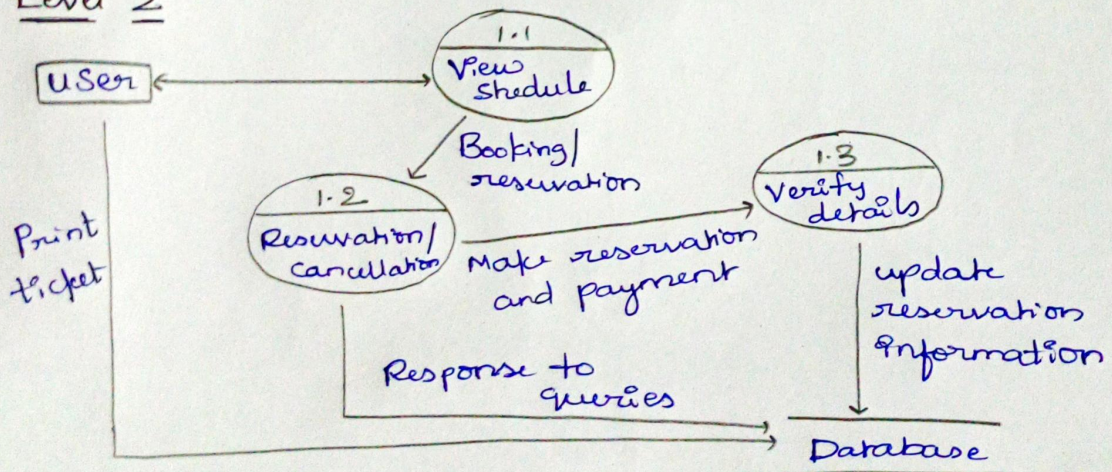 Level 2
1.1
View
Shedule
User
Booking/
reservation
1.3
Verify
details
1.2
Reservation/
Cancellation
Make reservation
and payment
Print
ticket
update
reservation
information
Response to
queries
Database